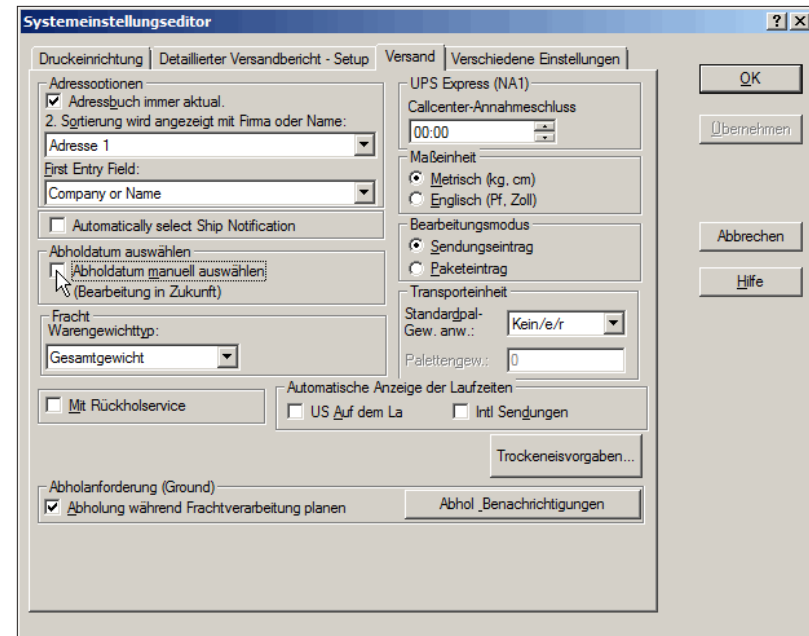 Systemeinstellungseditor
Druckeinrichtung
Detaillierter Versandbericht - Setup
Versand
Verschiedene Einstellungen
Adressoptionen
Adressbuch immer aktual.
2. Sortierung wird angezeigt mit Firma oder Name:
Adresse 1
First Entry Field:
Company or Name
Automatically select Ship Notification
Abholdatum auswählen
Abholdatum manuell auswählen
(Bearbeitung in Zukunft)
Fracht
Warengewichttyp:
Gesamtgewicht
Mit Rückholservice
UPS Express (NA1)
Callcenter-Annahmeschluss
00:00
Maßeinheit
Metrisch (kg, cm)
Englisch (Pf, Zoll)
Bearbeitungsmodus
Sendungseintrag
Paketeintrag
Transporteinheit
Standardpal-
Gew. anw.:
Kein/e/r
Palettengew.:
0
Automatische Anzeige der Laufzeiten
US Auf dem La
Intl Sendungen
Trockeneisvorgaben...
Abholanforderung (Ground)
Abholung während Frachtverarbeitung planen
Abhol_Benachrichtigungen
OK
Übernehmen
Abbrechen
Hilfe